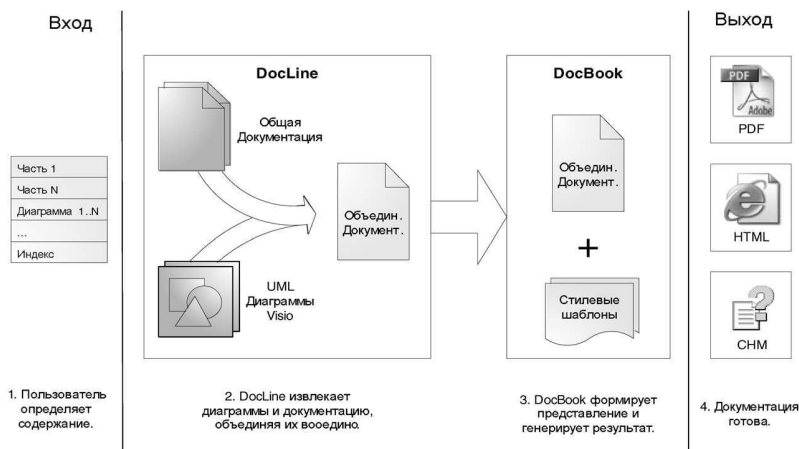 Вход
Часть 1
Часть N
Диаграмма 1..N
...
Индекс
1. Пользователь
определяет
содержание.
DocLine
Общая
Документация
UML
Диаграммы
Visio
Объедин.
Документ.
2. DocLine извлекает
диаграммы и документацию,
объединяя их вооедино.
DocBook
Объедин.
Документ.
+
Стилевые
шаблоны
3. DocBook формирует
представление и
генерирует результат.
Выход
PDF
Adobe
PDF
HTML
CHM
4. Документация
готова.